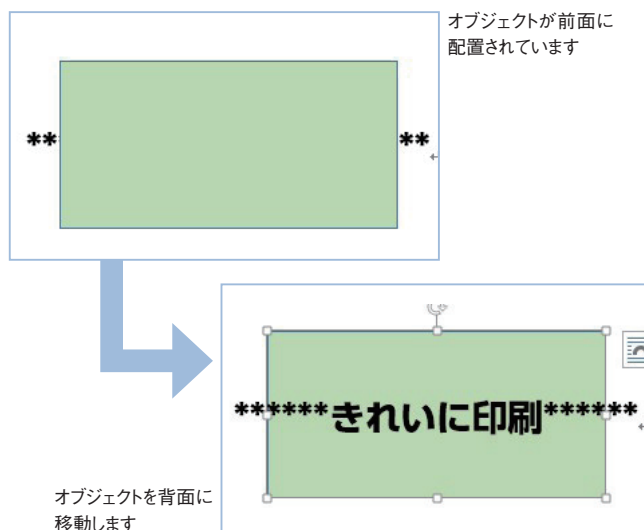 オブジェクトが前面に
配置されています
** **
******きれいに印刷******
オブジェクトを背面に
移動します